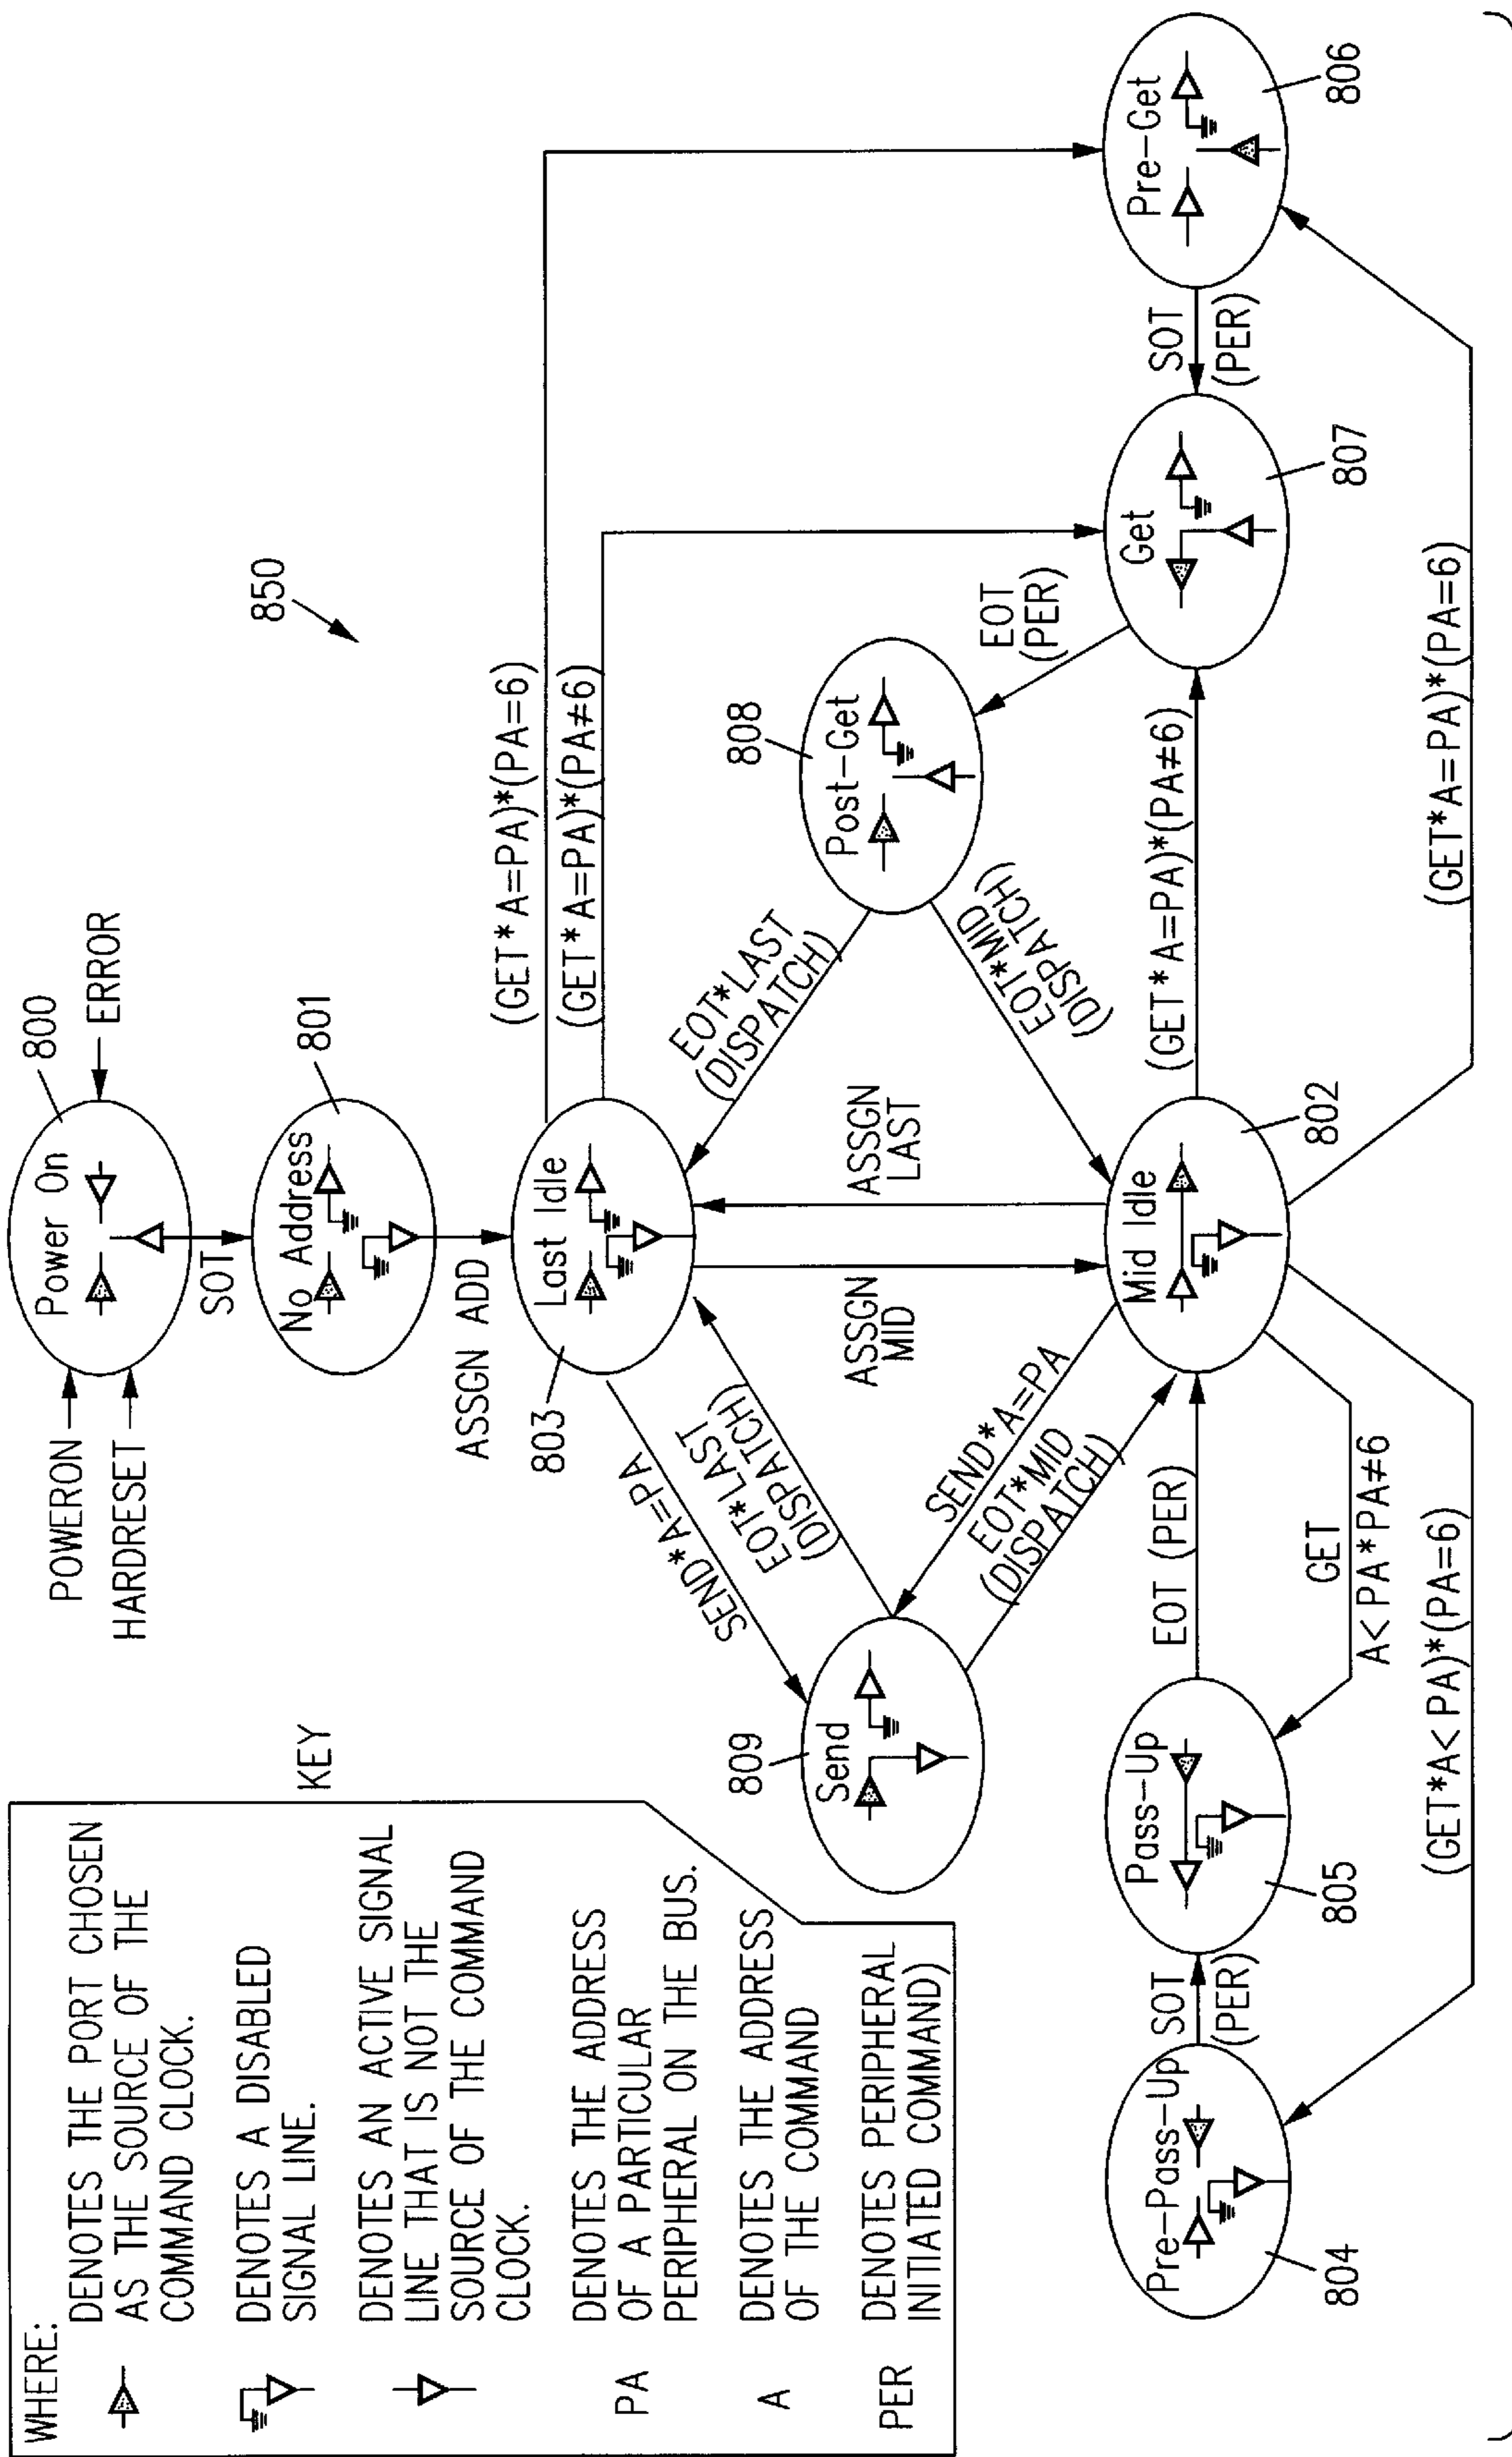 WHERE:
DENOTES THE PORT CHOSEN
AS THE SOURCE OF THE
COMMAND CLOCK.
DENOTES A DISABLED
SIGNAL LINE.
DENOTES AN ACTIVE SIGNAL
LINE THAT IS NOT THE
SOURCE OF THE COMMAND
CLOCK.
PA DENOTES THE ADDRESS
OF A PARTICULAR
PERIPHERAL ON THE BUS.
A DENOTES THE ADDRESS
OF THE COMMAND
PER DENOTES PERIPHERAL
INITIATED COMMAND)
KEY
POWERON
HARDRESET
ERROR
800
Power On
SOT
801
No Address
ASSGN ADD
850
803
Last Idle
(GET*A=PA)*(PA=6)
(GET*A=PA)*(PA≠6)
SEND*A=PA
EOT*LAST
(DISPATCH)
EOT*LAST
(DISPATCH)
809
Send
808
Post-Get
EOT
(PER)
ASSGN
MID
ASSGN
LAST
SEND*A=PA
EOT*MID
(DISPATCH)
EOT*MID
(DISPATCH)
Pre-Pass-Up
804
SOT
(PER)
Pass-Up
805
EOT (PER)
Mid Idle
802
(GET*A=PA)*(PA≠6)
Get
807
SOT
(PER)
Pre-Get
806
GET
A<PA*PA≠6
(GET*A<PA)*(PA=6)
(GET*A=PA)*(PA=6)